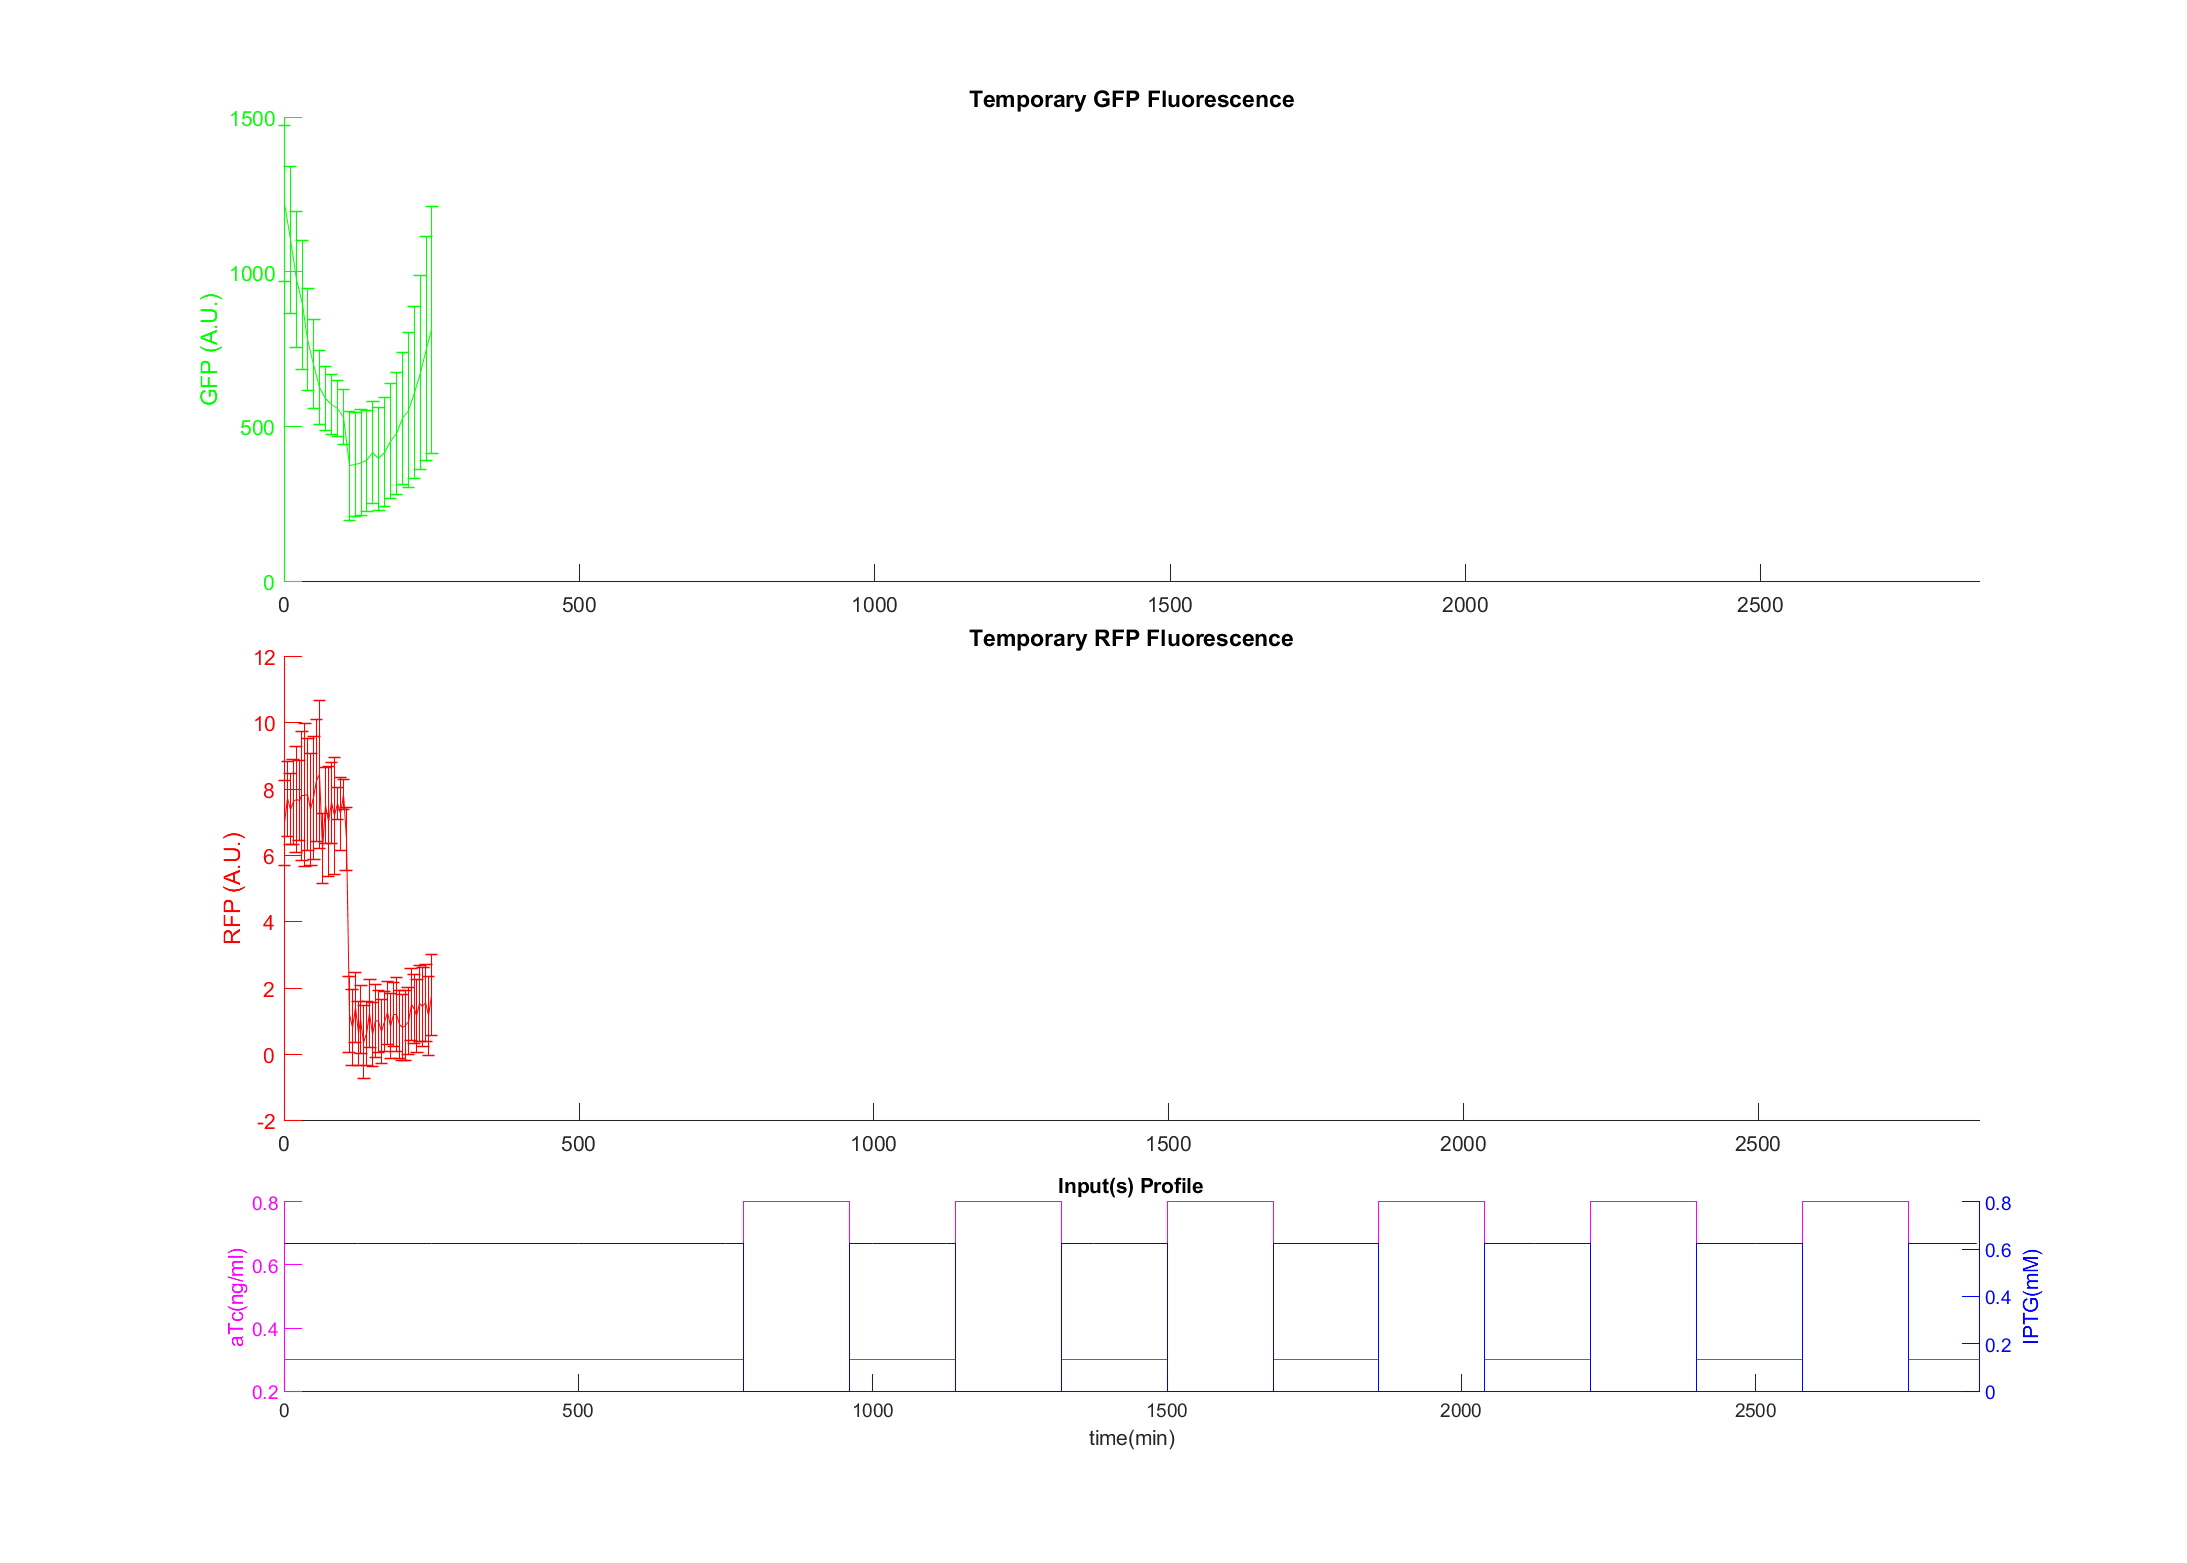 Temporary GFP Fluorescence
1500
1000
500
0
GFP (A.U.)
0 500 1000 1500 2000 2500
Temporary RFP Fluorescence
12
10
8
6
4
2
0
-2
RFP (A.U.)
0 500 1000 1500 2000 2500
Input(s) Profile
0.8
0.6
0.4
0.2
aTc(ng/ml)
0.8
0.6
0.4
0.2
0
IPTG(mM)
0 500 1000 1500 2000 2500
time(min)